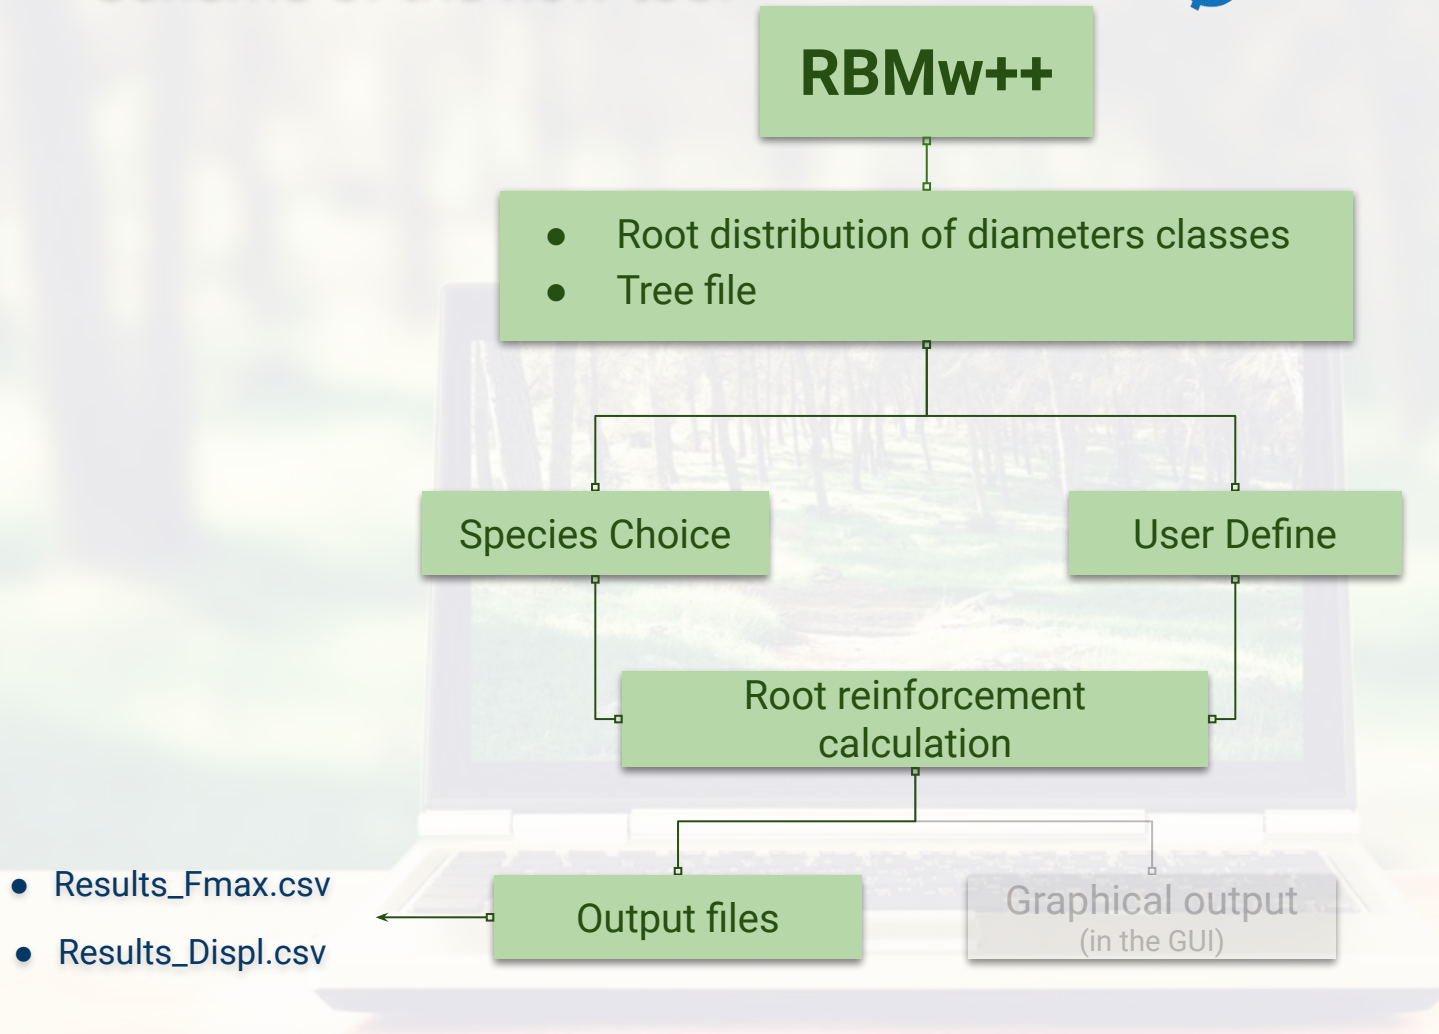 RBMw++
● Root distribution of diameters classes
● Tree file
Species Choice
User Define
Root reinforcement
calculation
Output files
Graphical output
(in the GUI)
● Results_Fmax.csv
● Results_Displ.csv